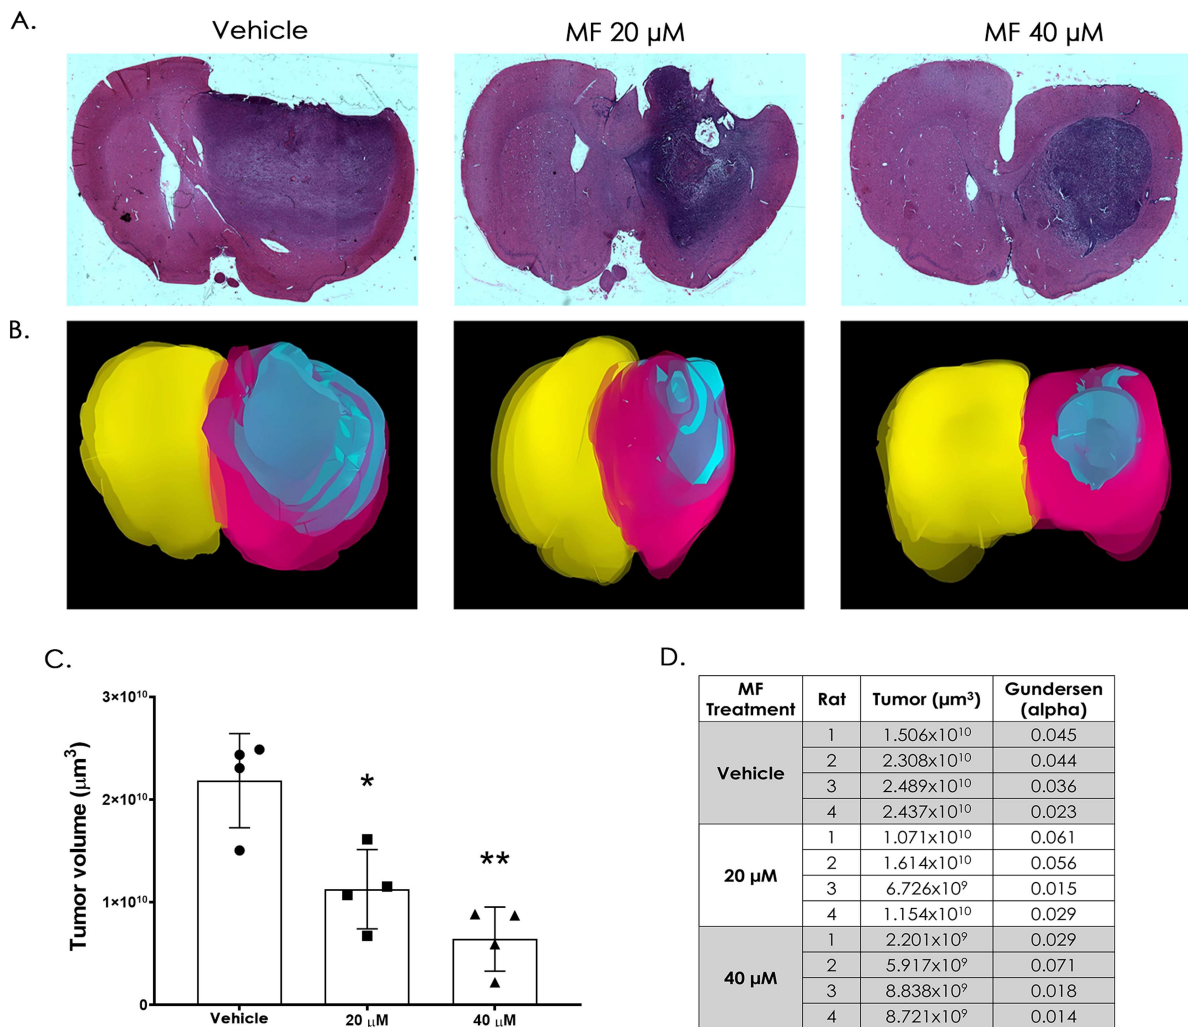 A.
Vehicle MF 20 µM MF 40 µM
B.
C.
Tumor volume (µm³)
3×10¹⁰
2×10¹⁰
1×10¹⁰
0
* **
Vehicle 20 µM 40 µM
D.
MF Treatment Rat Tumor (µm³) Gundersen (alpha)
Vehicle
1 1.506x10¹⁰ 0.045
2 2.308x10¹⁰ 0.044
3 2.489x10¹⁰ 0.036
4 2.437x10¹⁰ 0.023
20 µM
1 1.071x10¹⁰ 0.061
2 1.614x10¹⁰ 0.056
3 6.726x10⁹ 0.015
4 1.154x10¹⁰ 0.029
40 µM
1 2.201x10⁹ 0.029
2 5.917x10⁹ 0.071
3 8.838x10⁹ 0.018
4 8.721x10⁹ 0.014